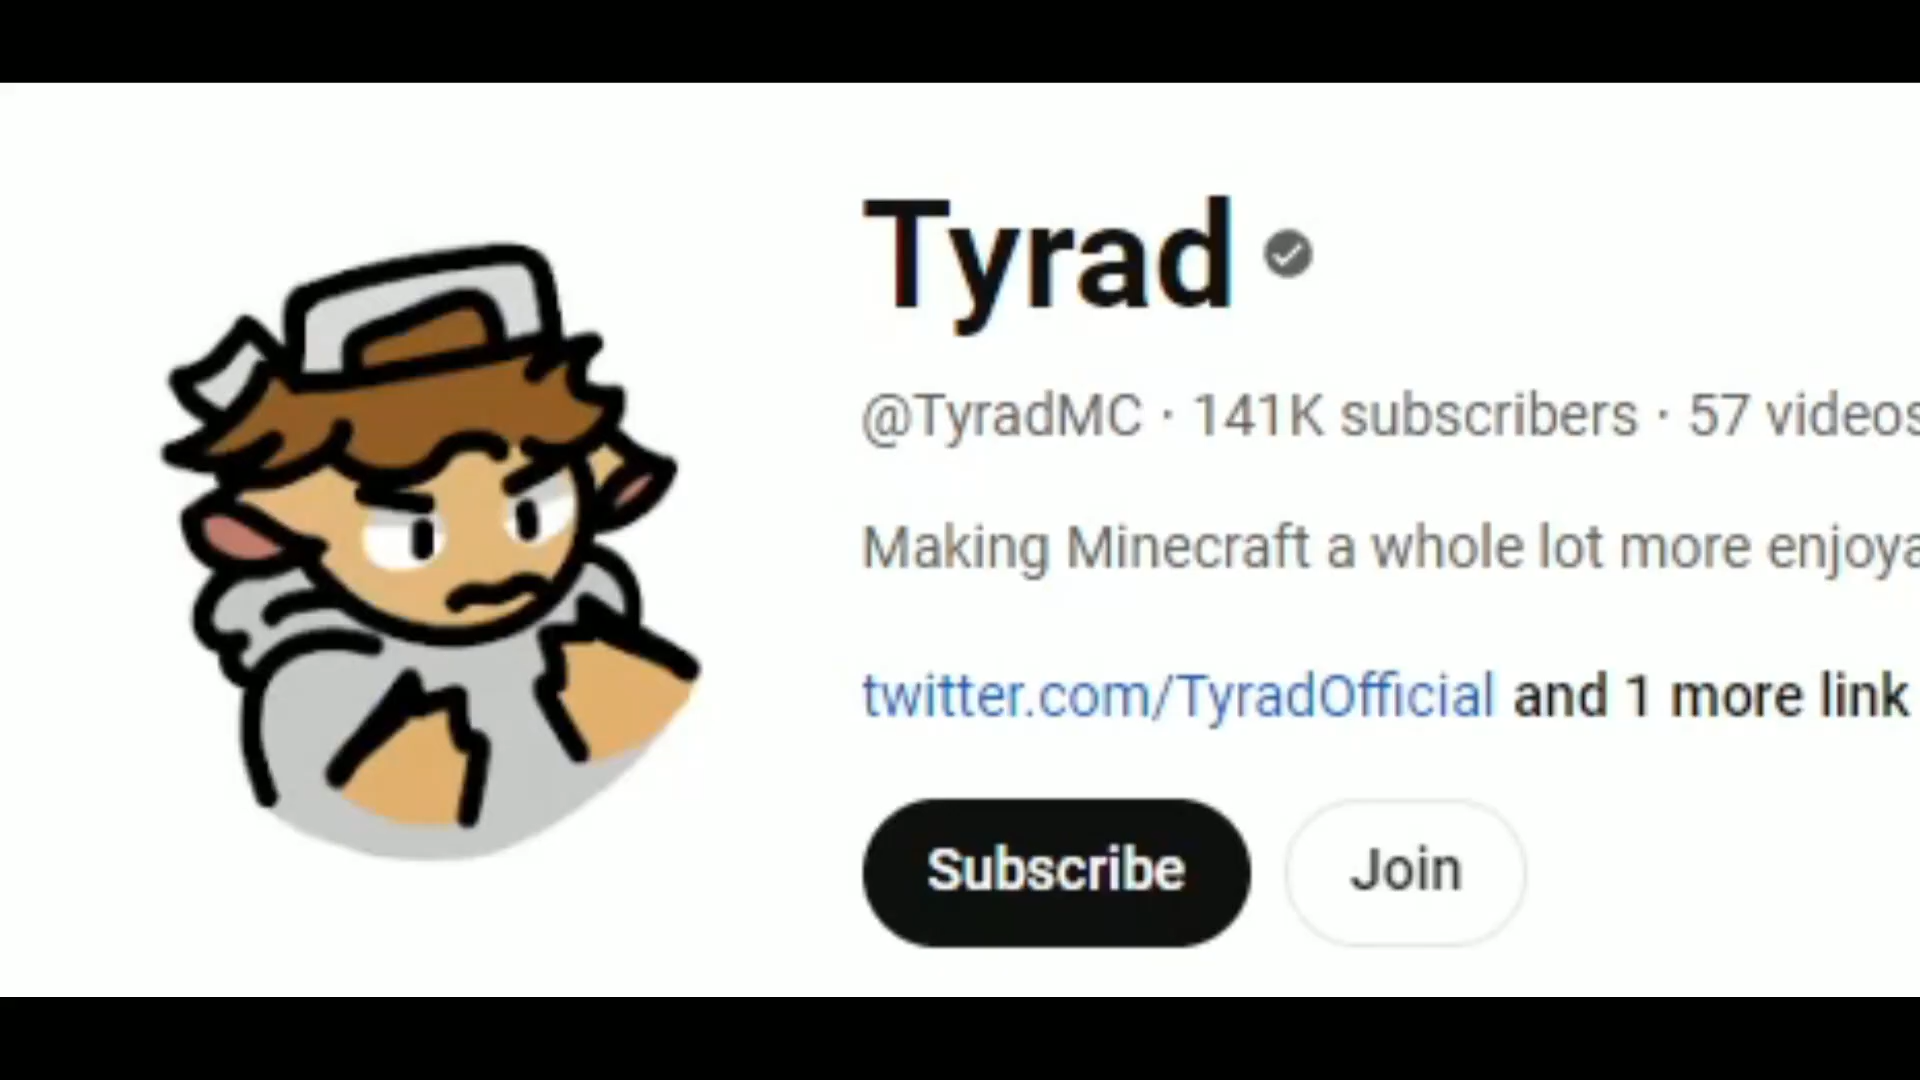 Tyrad
@TyradMC · 141K subscribers · 57 videos
Making Minecraft a whole lot more enjoya
twitter.com/TyradOfficial and 1 more link
Subscribe Join